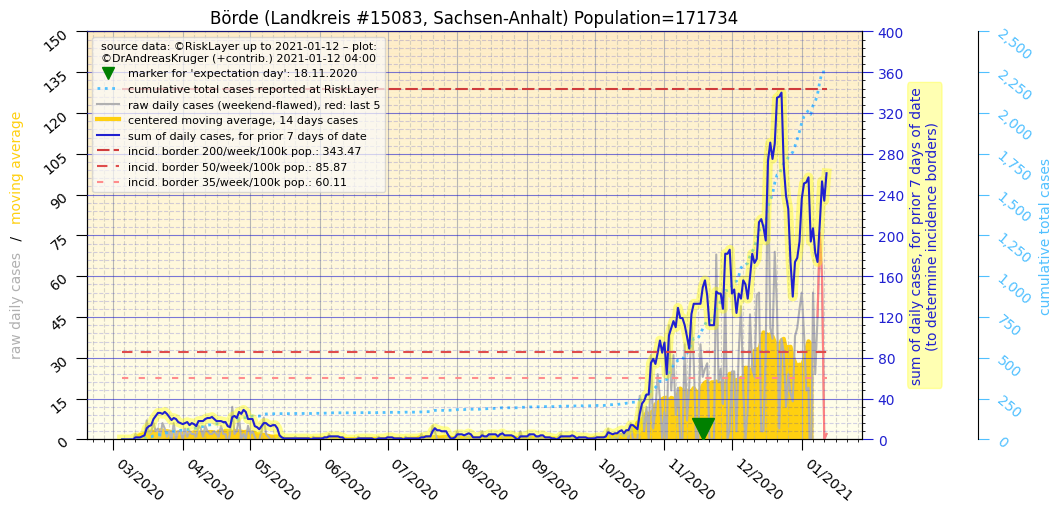 Börde (Landkreis #15083, Sachsen-Anhalt) Population=171734
source data: ©RiskLayer up to 2021-01-12 – plot:
©DrAndreasKruger (+contrib.) 2021-01-12 04:00
marker for 'expectation day': 18.11.2020
cumulative total cases reported at RiskLayer
raw daily cases (weekend-flawed), red: last 5
centered moving average, 14 days cases
sum of daily cases, for prior 7 days of date
incid. border 200/week/100k pop.: 343.47
incid. border 50/week/100k pop.: 85.87
incid. border 35/week/100k pop.: 60.11
raw daily cases / moving average
150
135
120
105
90
75
60
45
30
15
0
03/2020
04/2020
05/2020
06/2020
07/2020
08/2020
09/2020
10/2020
11/2020
12/2020
01/2021
400
360
320
280
240
200
160
120
80
40
0
sum of daily cases, for prior 7 days of date
(to determine incidence borders)
2,500
2,250
2,000
1,750
1,500
1,250
1,000
750
500
250
0
cumulative total cases